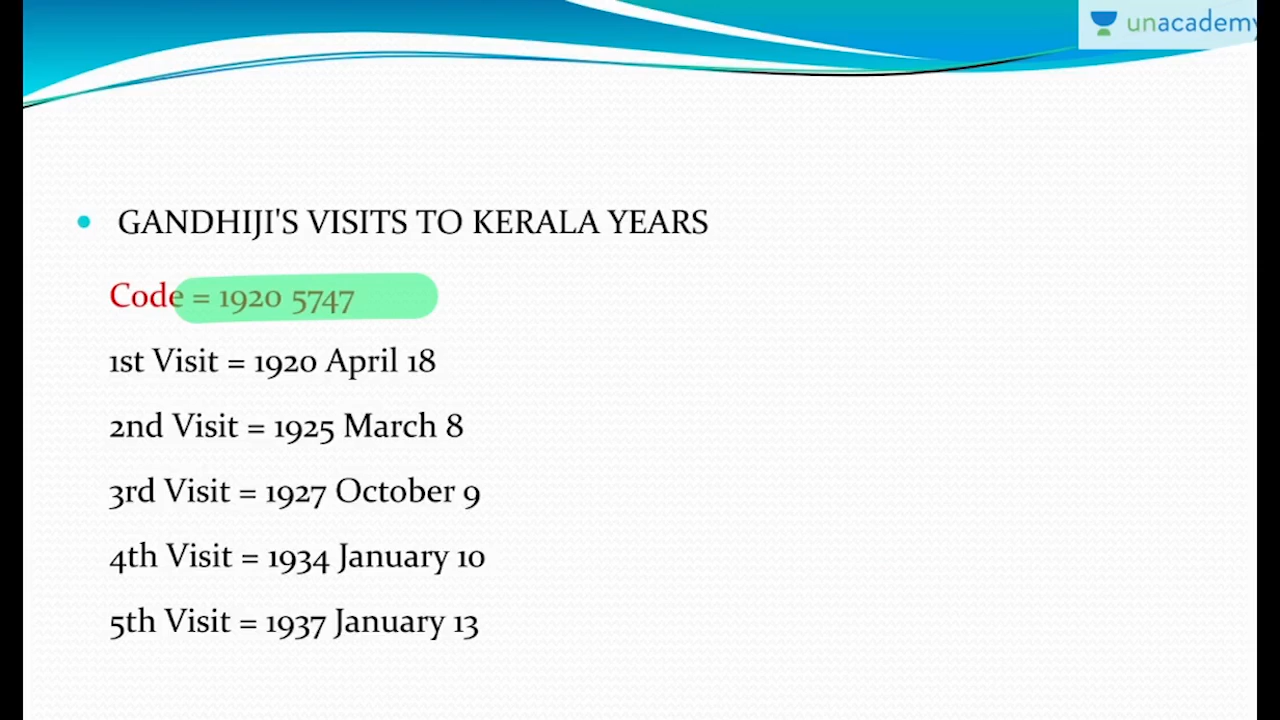 unacademy
GANDHIJI'S VISITS TO KERALA YEARS
Code = 1920 5747
1st Visit = 1920 April 18
2nd Visit = 1925 March 8
3rd Visit = 1927 October 9
4th Visit = 1934 January 10
5th Visit = 1937 January 13